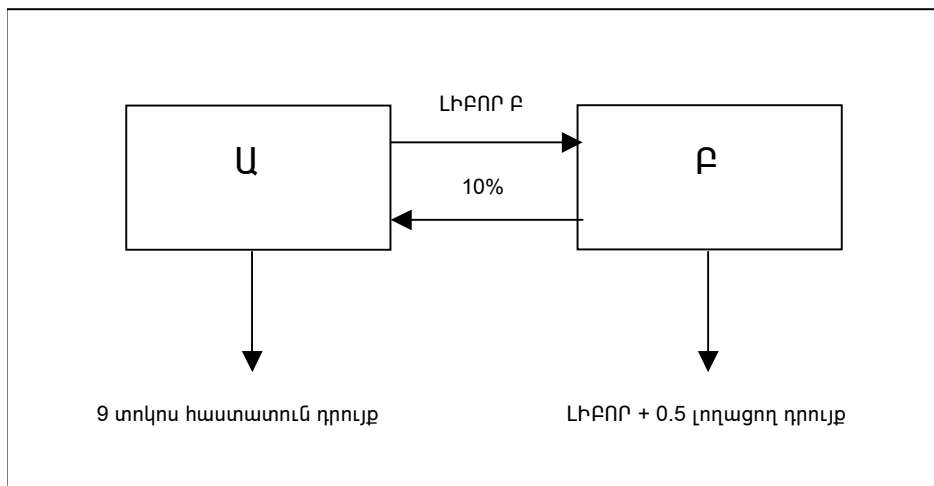 ԼԻԲՈՐ Բ
Ա
Բ
10%
9 տոկոս հաստատուն դրույք
ԼԻԲՈՐ + 0.5 լողացող դրույք